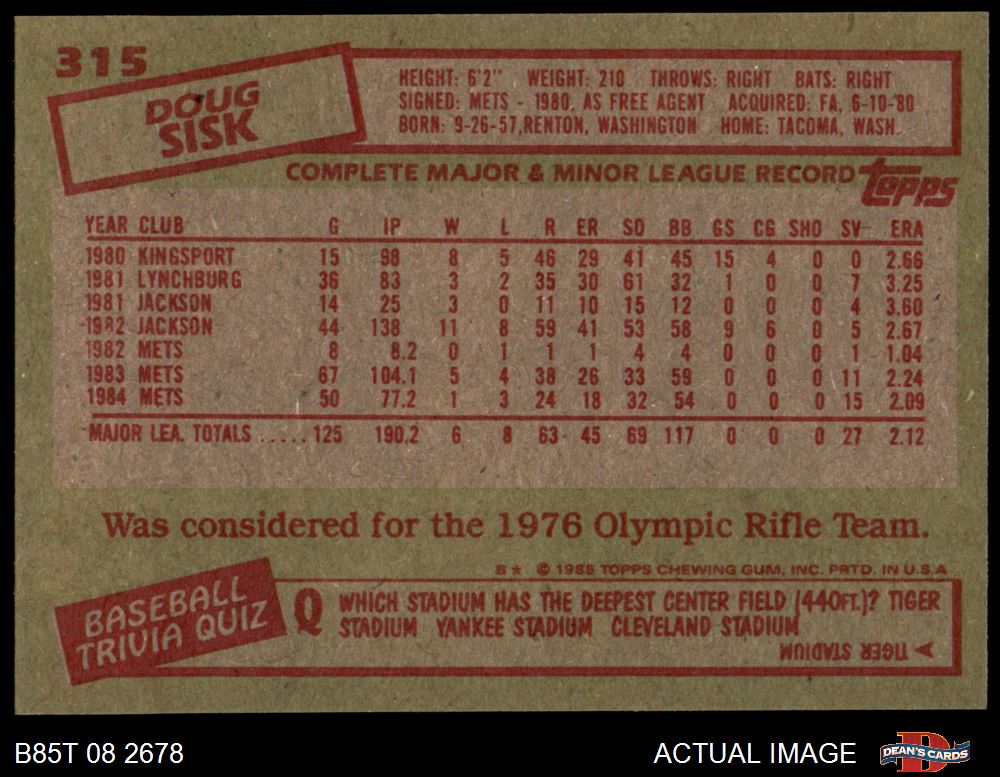 315
DOUG
SISK
HEIGHT: 6'2" WEIGHT: 210 THROWS: RIGHT BATS: RIGHT
SIGNED: METS - 1980, AS FREE AGENT ACQUIRED: FA, 6-10-80
BORN: 9-26-57, RENTON, WASHINGTON HOME: TACOMA, WASH.
COMPLETE MAJOR & MINOR LEAGUE RECORD topps
YEAR CLUB G IP W L R ER SO BB GS CG SHO SV ERA
1980 KINGSPORT 15 98 8 5 46 29 41 45 15 4 0 0 2.66
1981 LYNCHBURG 36 83 3 2 35 30 61 32 1 0 0 7 3.25
1981 JACKSON 14 25 3 0 11 10 15 12 0 0 0 4 3.60
1982 JACKSON 44 138 11 8 59 41 53 58 9 6 0 5 2.67
1982 METS 8 8.2 0 1 1 1 4 4 0 0 0 1 1.04
1983 METS 67 104.1 5 4 38 26 33 59 0 0 0 11 2.24
1984 METS 50 77.2 1 3 24 18 32 54 0 0 0 15 2.09
MAJOR LEA. TOTALS ..... 125 190.2 6 8 63 45 69 117 0 0 0 27 2.12
Was considered for the 1976 Olympic Rifle Team.
B★ © 1985 TOPPS CHEWING GUM, INC. PRTD. IN U.S.A
BASEBALL
TRIVIA QUIZ
Q WHICH STADIUM HAS THE DEEPEST CENTER FIELD (440FT.)? TIGER
STADIUM YANKEE STADIUM CLEVELAND STADIUM
A TIGER STADIUM
B85T 08 2678
ACTUAL IMAGE
D
DEAN'S CARDS